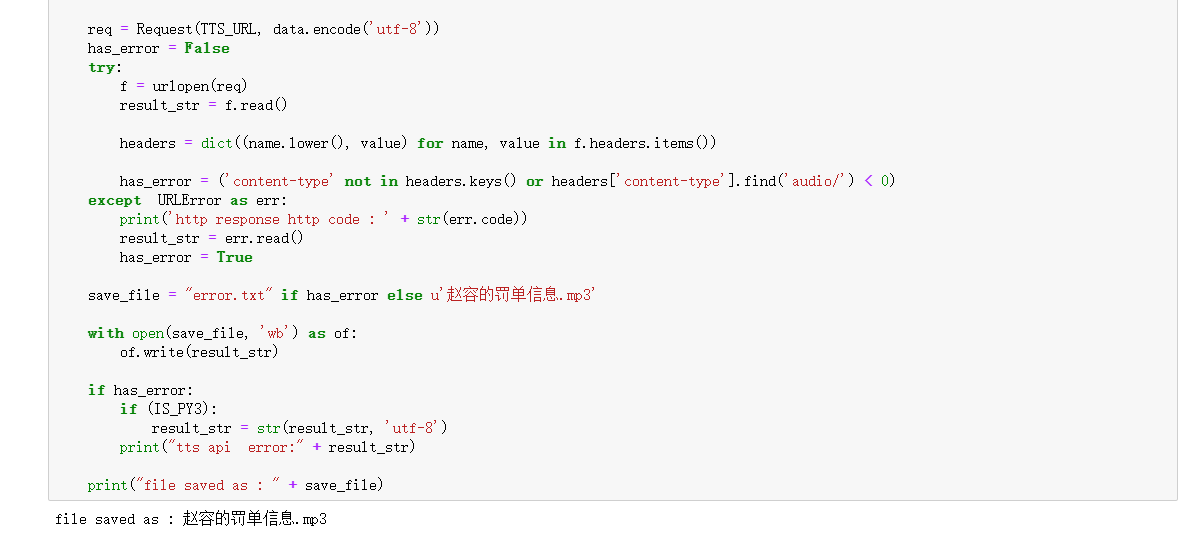 req = Request(TTS_URL, data.encode('utf-8'))
has_error = False
try:
    f = urlopen(req)
    result_str = f.read()

    headers = dict((name.lower(), value) for name, value in f.headers.items())

    has_error = ('content-type' not in headers.keys() or headers['content-type'].find('audio/') < 0)
except  URLError as err:
    print('http response http code : ' + str(err.code))
    result_str = err.read()
    has_error = True

save_file = "error.txt" if has_error else u'赵容的罚单信息.mp3'

with open(save_file, 'wb') as of:
    of.write(result_str)

if has_error:
    if (IS_PY3):
        result_str = str(result_str, 'utf-8')
    print("tts api  error:" + result_str)

print("file saved as : " + save_file)
file saved as : 赵容的罚单信息.mp3